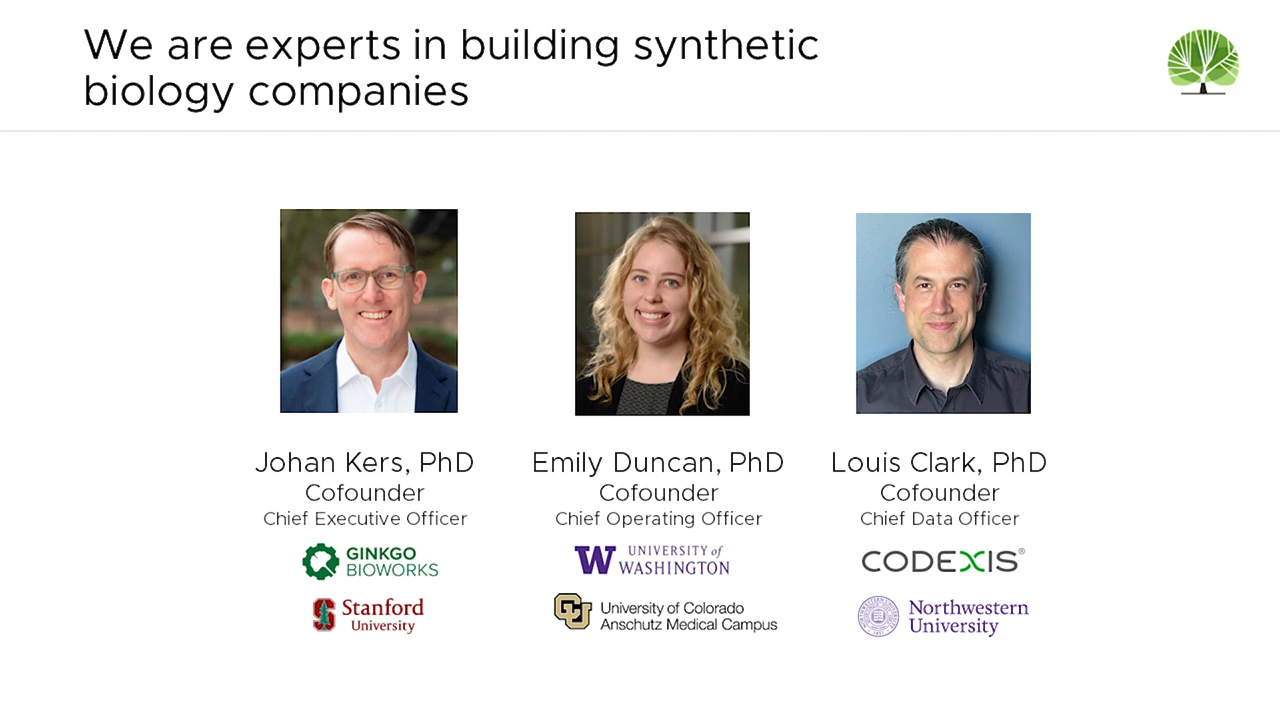 We are experts in building synthetic
biology companies
Johan Kers, PhD
Cofounder
Chief Executive Officer
GINKGO
BIOWORKS
Stanford
University
Emily Duncan, PhD
Cofounder
Chief Operating Officer
W UNIVERSITY of
WASHINGTON
University of Colorado
Anschutz Medical Campus
Louis Clark, PhD
Cofounder
Chief Data Officer
CODEXIS®
Northwestern
University